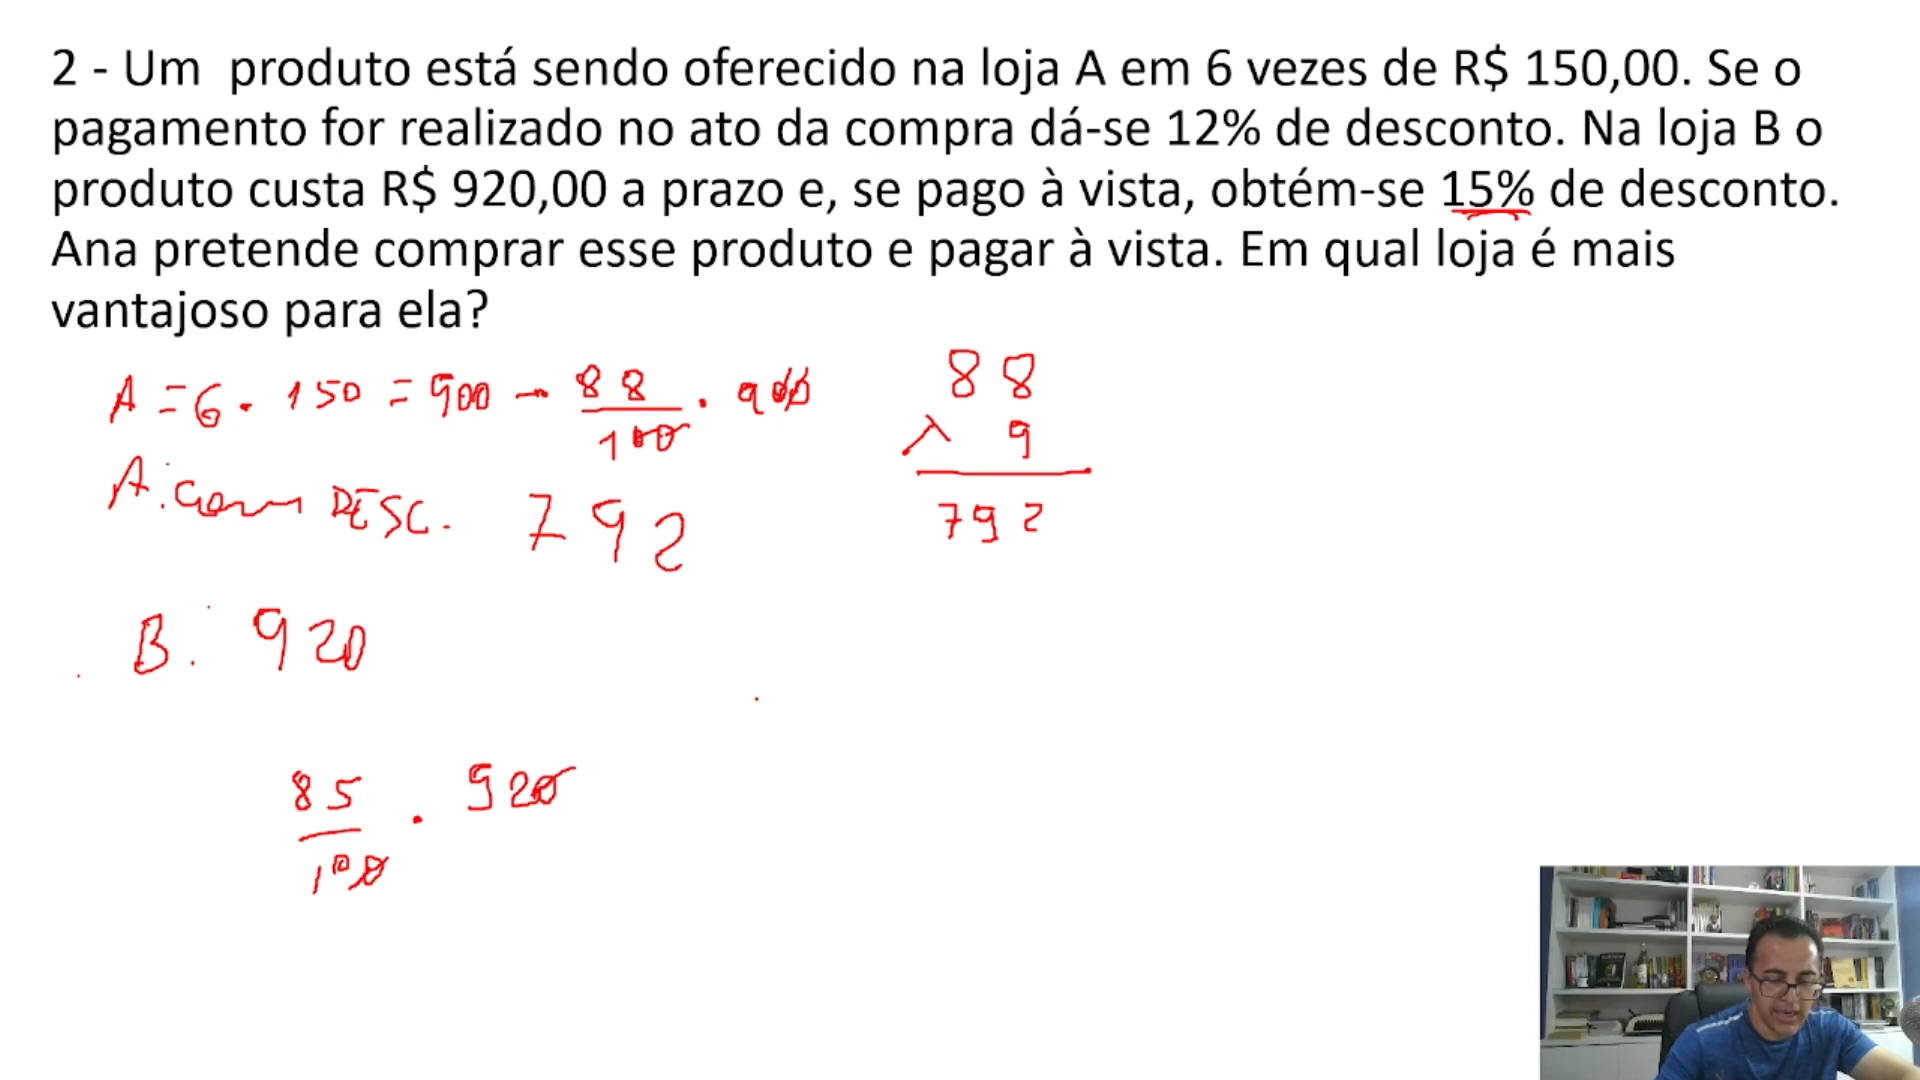 2 - Um produto está sendo oferecido na loja A em 6 vezes de R$ 150,00. Se o
pagamento for realizado no ato da compra dá-se 12% de desconto. Na loja B o
produto custa R$ 920,00 a prazo e, se pago à vista, obtém-se 15% de desconto.
Ana pretende comprar esse produto e pagar à vista. Em qual loja é mais
vantajoso para ela?
A = 6 . 150 = 900 → 88/100 . 900
A. com DESC. 792
88
x 9
792
B. 920
85/100 . 920